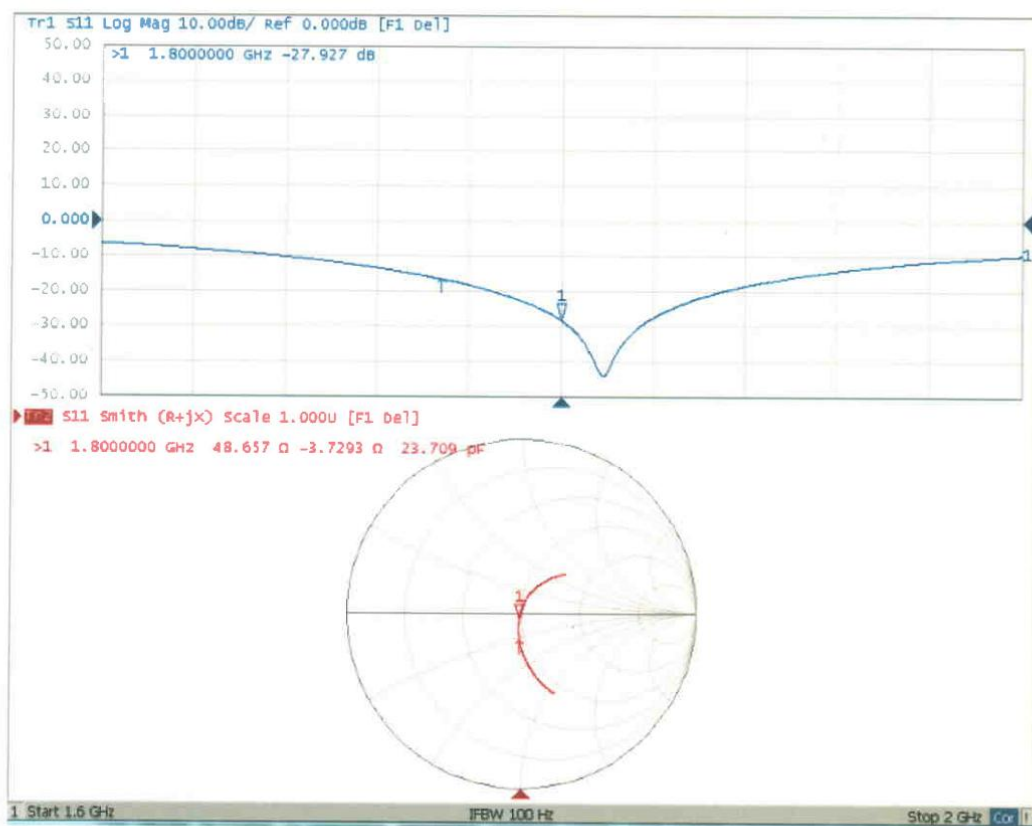 Tr1 S11 Log Mag 10.00dB/ Ref 0.000dB [F1 Del]
50.00
>1 1.8000000 GHz -27.927 dB
40.00
30.00
20.00
10.00
0.000
-10.00
1
-20.00
1
-30.00
-40.00
-50.00
Tr2 S11 Smith (R+jX) Scale 1.000U [F1 Del]
>1 1.8000000 GHz 48.657 Ω -3.7293 Ω 23.709 pF
1
1 Start 1.6 GHz IFBW 100 Hz Stop 2 GHz Cor